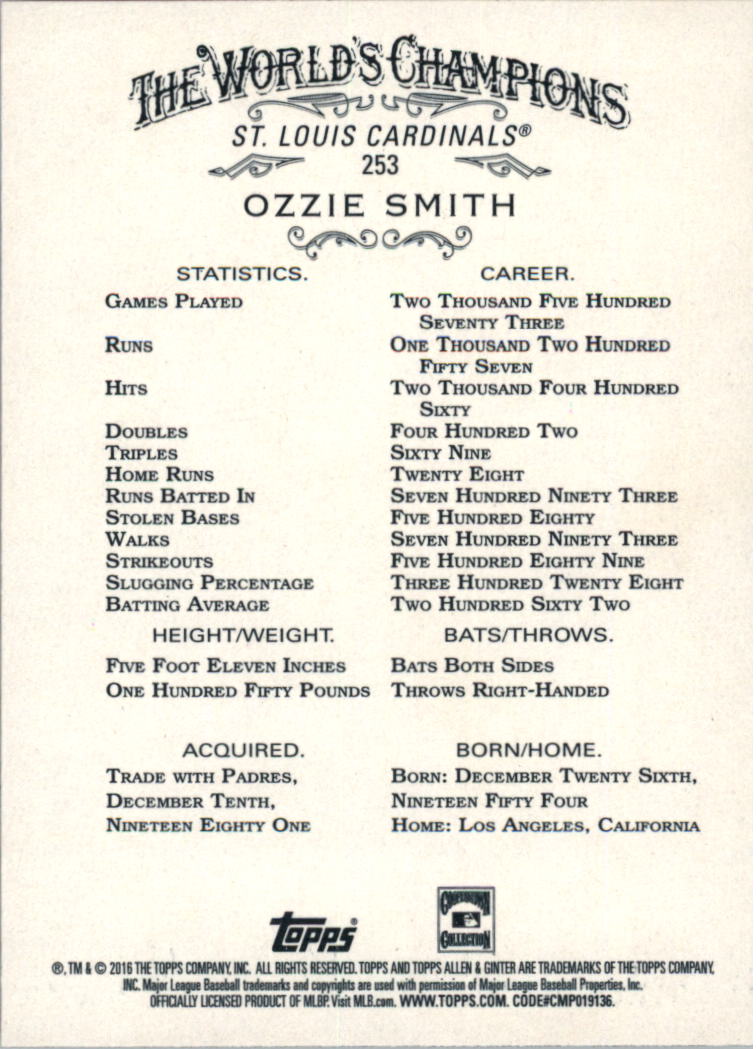 THE WORLD'S CHAMPIONS
ST. LOUIS CARDINALS®
253
OZZIE SMITH
STATISTICS. CAREER.
GAMES PLAYED TWO THOUSAND FIVE HUNDRED
SEVENTY THREE
RUNS ONE THOUSAND TWO HUNDRED
FIFTY SEVEN
HITS TWO THOUSAND FOUR HUNDRED
SIXTY
DOUBLES FOUR HUNDRED TWO
TRIPLES SIXTY NINE
HOME RUNS TWENTY EIGHT
RUNS BATTED IN SEVEN HUNDRED NINETY THREE
STOLEN BASES FIVE HUNDRED EIGHTY
WALKS SEVEN HUNDRED NINETY THREE
STRIKEOUTS FIVE HUNDRED EIGHTY NINE
SLUGGING PERCENTAGE THREE HUNDRED TWENTY EIGHT
BATTING AVERAGE TWO HUNDRED SIXTY TWO
HEIGHT/WEIGHT. BATS/THROWS.
FIVE FOOT ELEVEN INCHES BATS BOTH SIDES
ONE HUNDRED FIFTY POUNDS THROWS RIGHT-HANDED
ACQUIRED. BORN/HOME.
TRADE WITH PADRES, BORN: DECEMBER TWENTY SIXTH,
DECEMBER TENTH, NINETEEN FIFTY FOUR
NINETEEN EIGHTY ONE HOME: LOS ANGELES, CALIFORNIA
Topps® COOPERSTOWN
COLLECTION
®, TM & © 2016 THE TOPPS COMPANY, INC. ALL RIGHTS RESERVED. TOPPS AND TOPPS ALLEN & GINTER ARE TRADEMARKS OF THE TOPPS COMPANY,
INC. Major League Baseball trademarks and copyrights are used with permission of Major League Baseball Properties, Inc.
OFFICIALLY LICENSED PRODUCT OF MLBP. Visit MLB.com. WWW.TOPPS.COM. CODE#CMP019136.